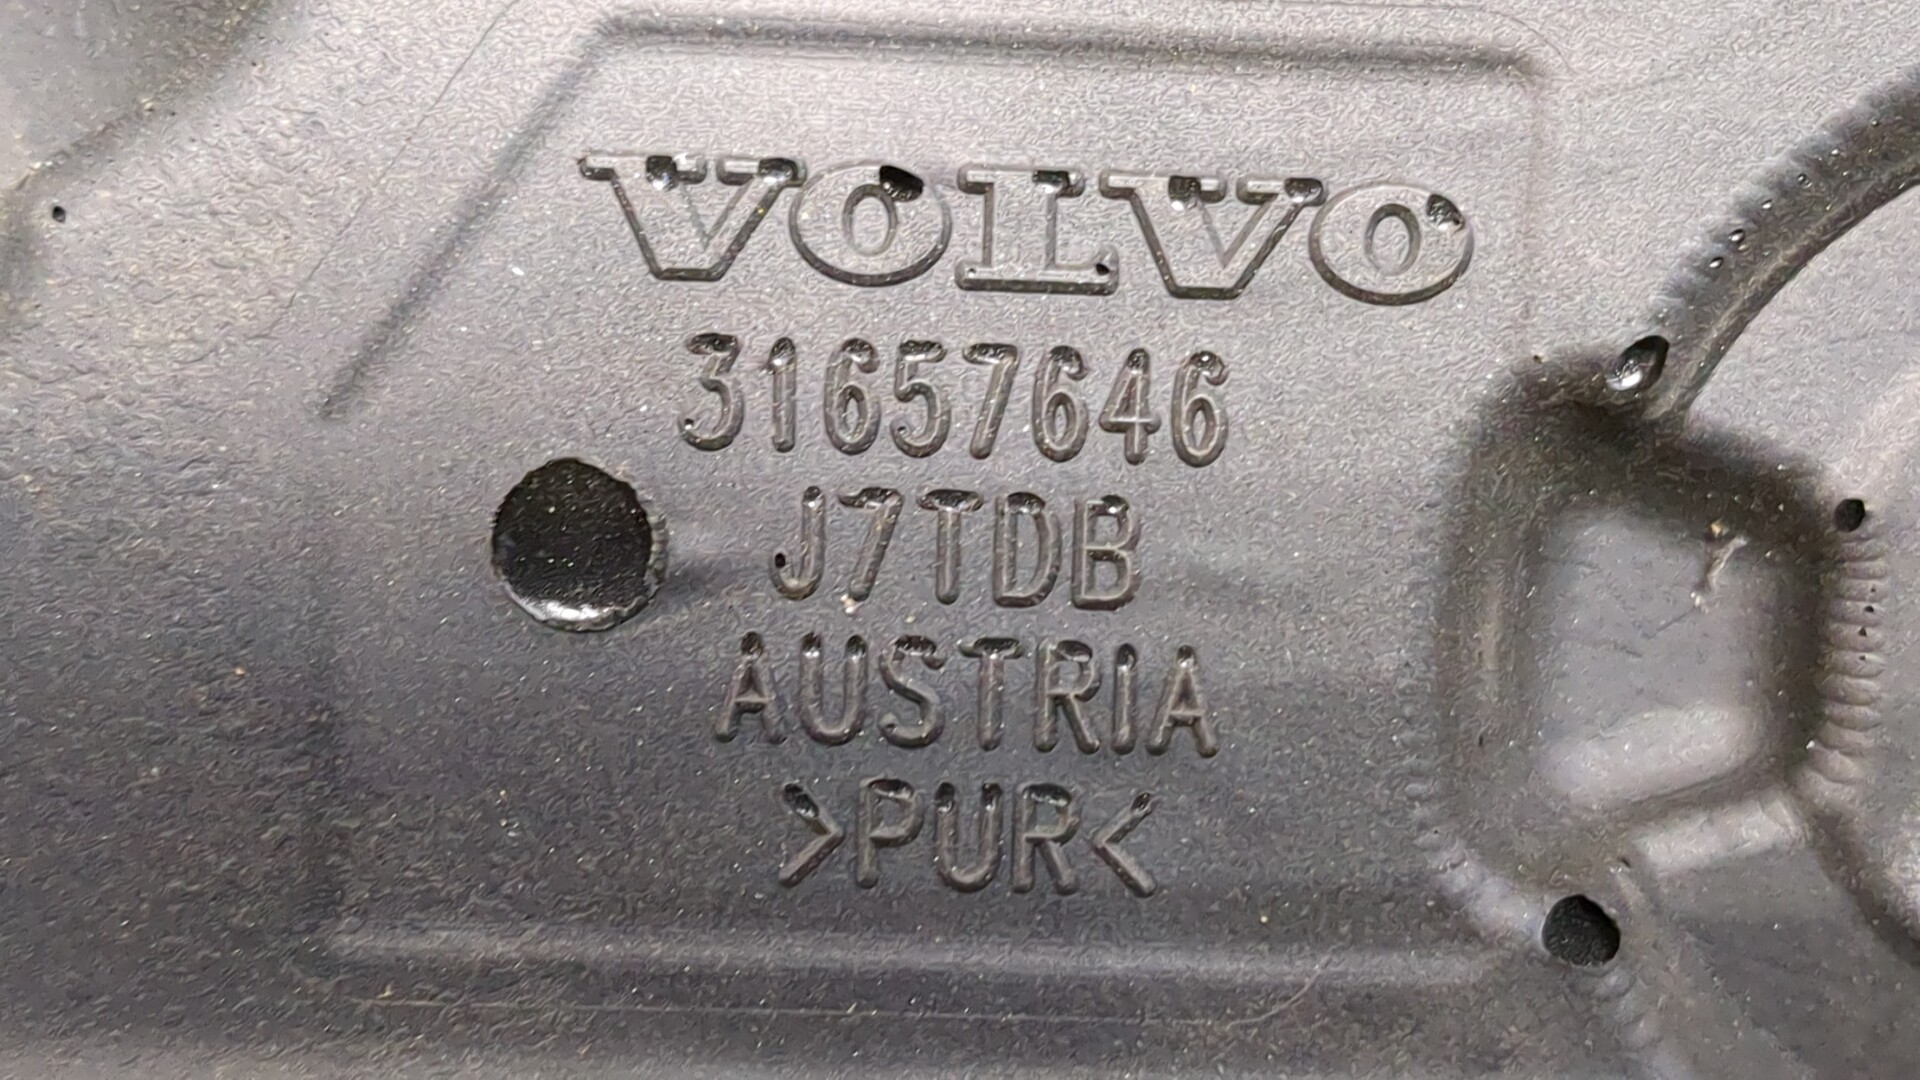 VOLVO
31657646
J7TDB
AUSTRIA
>PUR<